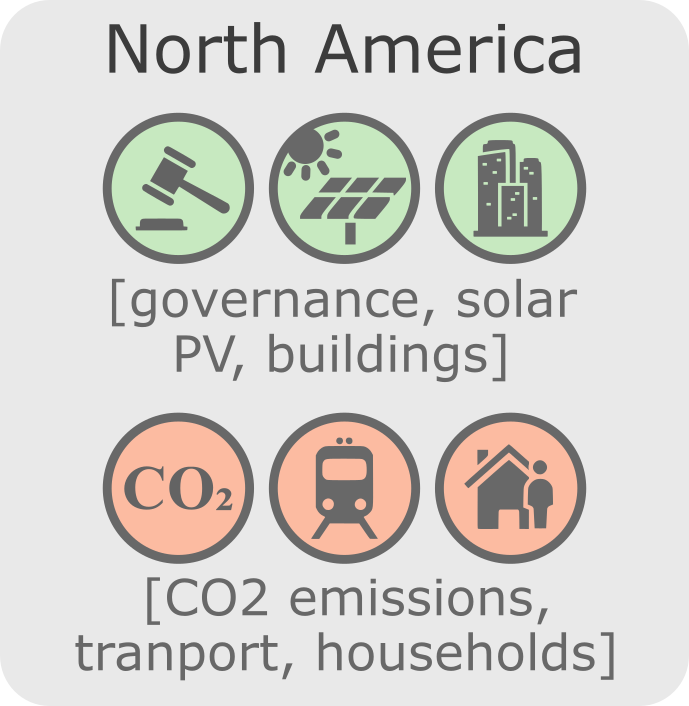 North America
[governance, solar
PV, buildings]
CO₂
[CO2 emissions,
tranport, households]